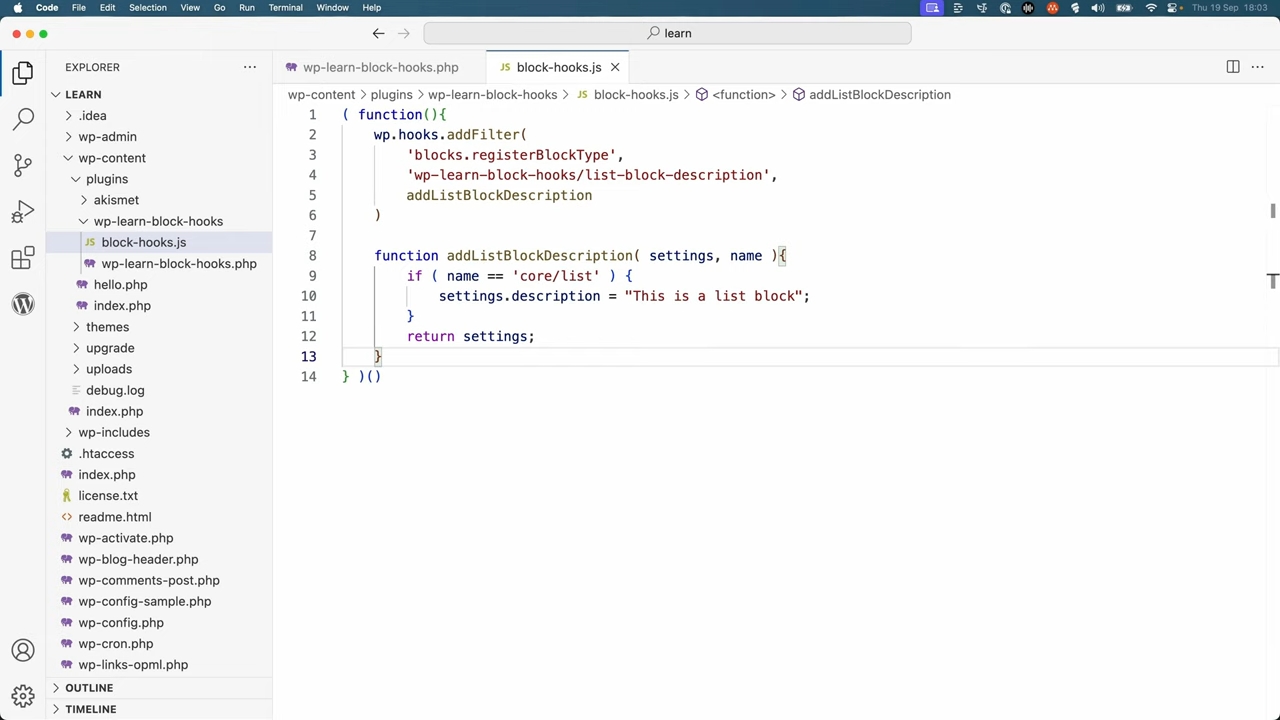 Code File Edit Selection View Go Run Terminal Window Help Thu 19 Sep 18:03
learn
EXPLORER
LEARN
.idea
wp-admin
wp-content
plugins
akismet
wp-learn-block-hooks
JS block-hooks.js
wp-learn-block-hooks.php
hello.php
index.php
themes
upgrade
uploads
debug.log
index.php
wp-includes
.htaccess
index.php
license.txt
readme.html
wp-activate.php
wp-blog-header.php
wp-comments-post.php
wp-config-sample.php
wp-config.php
wp-cron.php
wp-links-opml.php
OUTLINE
TIMELINE
wp-learn-block-hooks.php JS block-hooks.js
wp-content > plugins > wp-learn-block-hooks > JS block-hooks.js > <function> > addListBlockDescription
1 ( function(){
2 wp.hooks.addFilter(
3 'blocks.registerBlockType',
4 'wp-learn-block-hooks/list-block-description',
5 addListBlockDescription
6 )
7
8 function addListBlockDescription( settings, name ){
9 if ( name == 'core/list' ) {
10 settings.description = "This is a list block";
11 }
12 return settings;
13 }
14 } )()